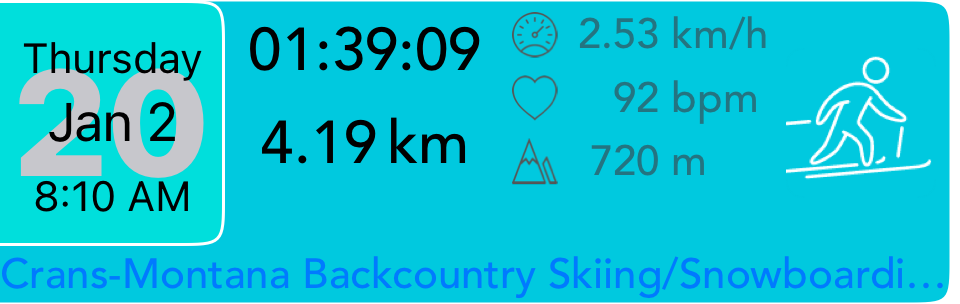 20
Thursday
Jan 2
8:10 AM
01:39:09
4.19 km
2.53 km/h
92 bpm
720 m
Crans-Montana Backcountry Skiing/Snowboardi...